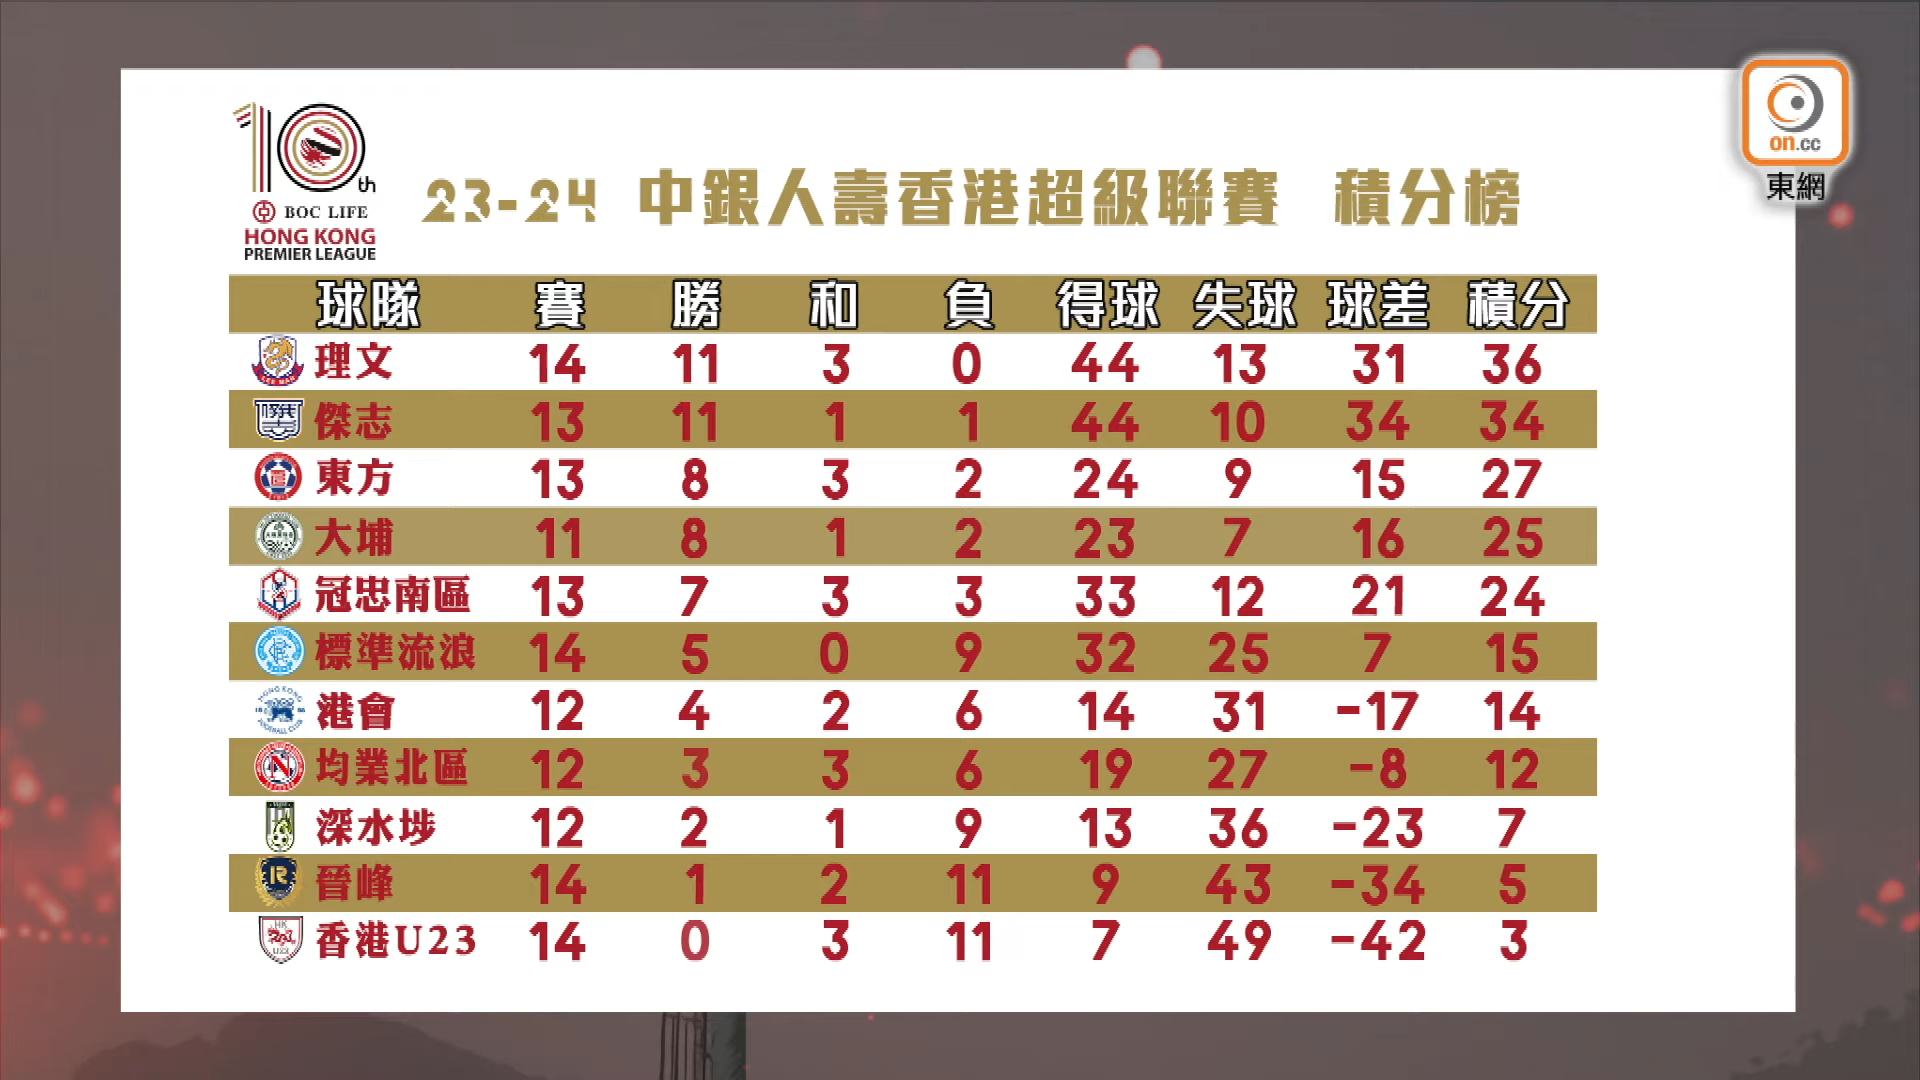 10th
BOC LIFE
HONG KONG
PREMIER LEAGUE
23-24 中銀人壽香港超級聯賽 積分榜
on.cc
東網
球隊 賽 勝 和 負 得球 失球 球差 積分
理文 14 11 3 0 44 13 31 36
傑志 13 11 1 1 44 10 34 34
東方 13 8 3 2 24 9 15 27
大埔 11 8 1 2 23 7 16 25
冠忠南區 13 7 3 3 33 12 21 24
標準流浪 14 5 0 9 32 25 7 15
港會 12 4 2 6 14 31 -17 14
均業北區 12 3 3 6 19 27 -8 12
深水埗 12 2 1 9 13 36 -23 7
晉峰 14 1 2 11 9 43 -34 5
香港U23 14 0 3 11 7 49 -42 3